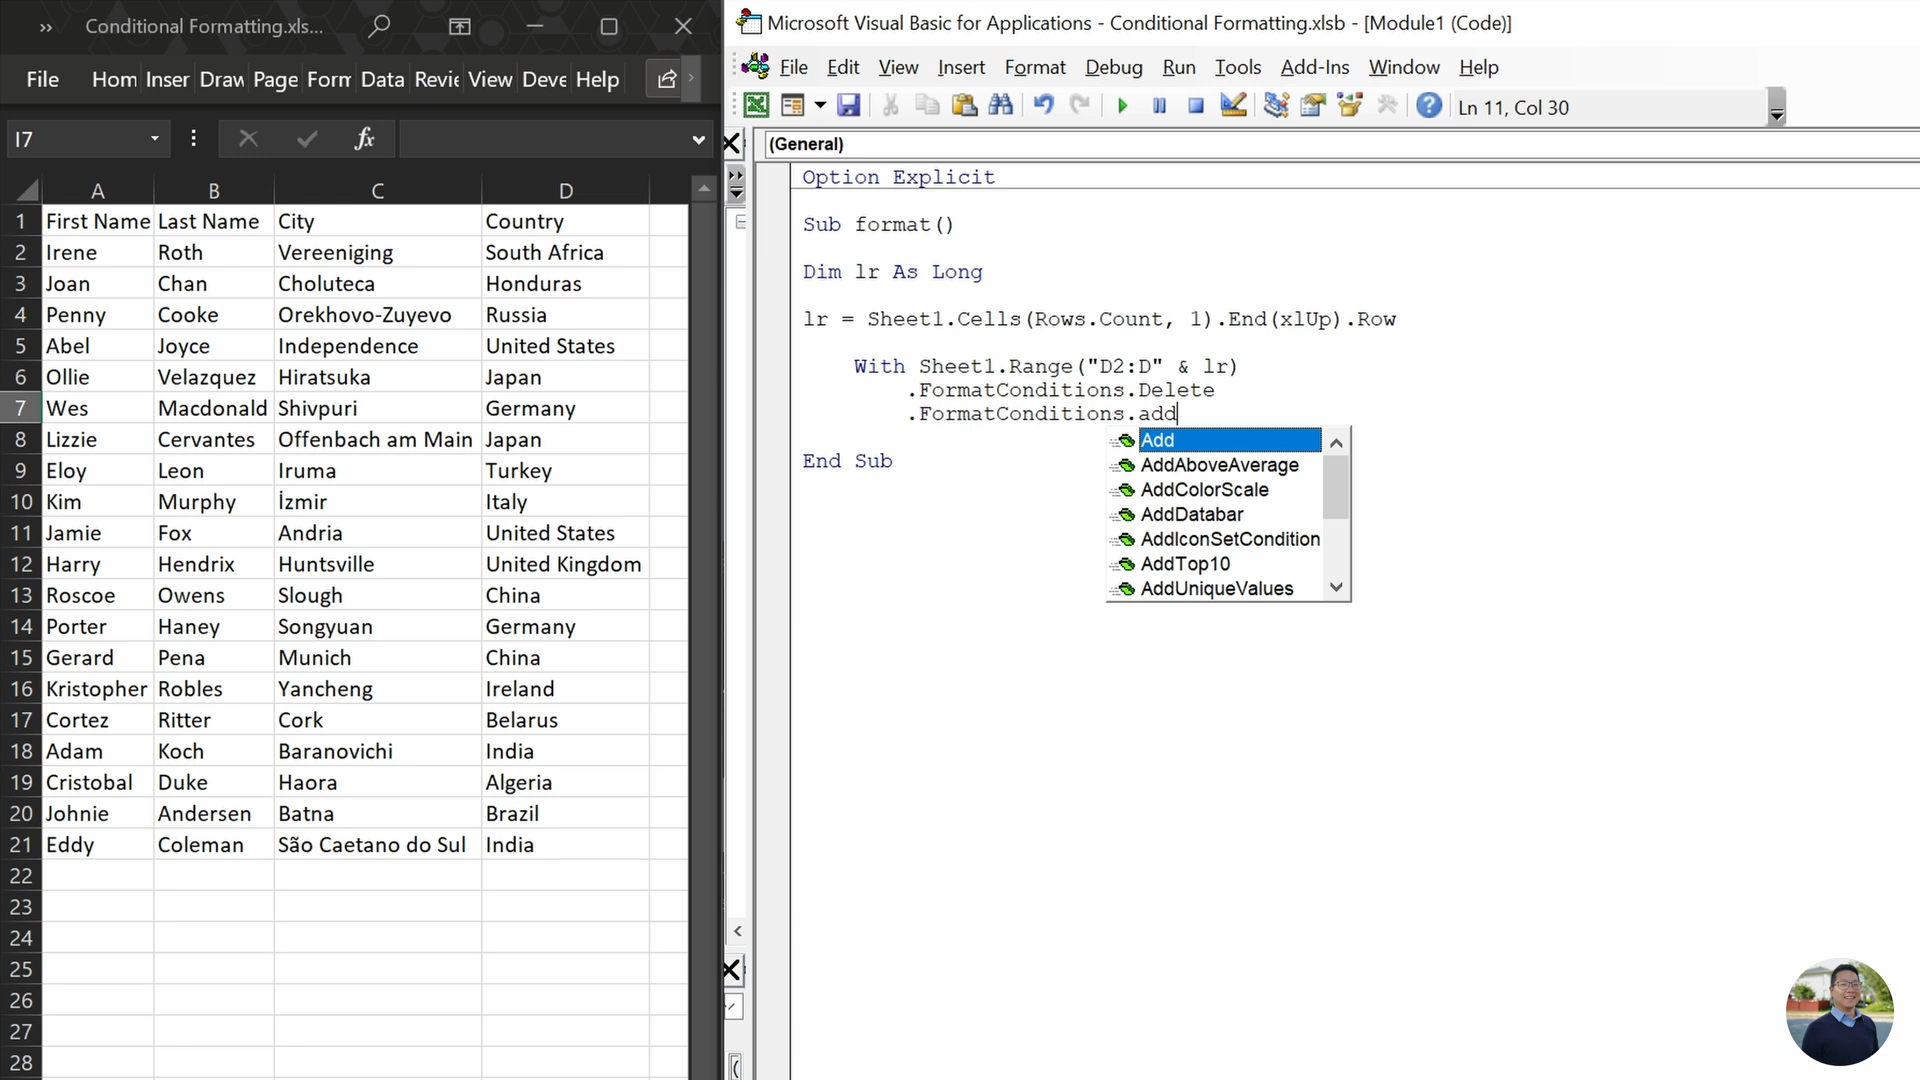 Conditional Formatting.xls...
File Hom Inser Draw Page Form Data Revie View Deve Help
I7
fx
A B C D
1 First Name Last Name City Country
2 Irene Roth Vereeniging South Africa
3 Joan Chan Choluteca Honduras
4 Penny Cooke Orekhovo-Zuyevo Russia
5 Abel Joyce Independence United States
6 Ollie Velazquez Hiratsuka Japan
7 Wes Macdonald Shivpuri Germany
8 Lizzie Cervantes Offenbach am Main Japan
9 Eloy Leon Iruma Turkey
10 Kim Murphy İzmir Italy
11 Jamie Fox Andria United States
12 Harry Hendrix Huntsville United Kingdom
13 Roscoe Owens Slough China
14 Porter Haney Songyuan Germany
15 Gerard Pena Munich China
16 Kristopher Robles Yancheng Ireland
17 Cortez Ritter Cork Belarus
18 Adam Koch Baranovichi India
19 Cristobal Duke Haora Algeria
20 Johnie Andersen Batna Brazil
21 Eddy Coleman São Caetano do Sul India
22
23
24
25
26
27
28
Microsoft Visual Basic for Applications - Conditional Formatting.xlsb - [Module1 (Code)]
File Edit View Insert Format Debug Run Tools Add-Ins Window Help
Ln 11, Col 30
(General)
Option Explicit
Sub format()
Dim lr As Long
lr = Sheet1.Cells(Rows.Count, 1).End(xlUp).Row
With Sheet1.Range("D2:D" & lr)
.FormatConditions.Delete
.FormatConditions.add
Add
AddAboveAverage
AddColorScale
AddDatabar
AddIconSetCondition
AddTop10
AddUniqueValues
End Sub